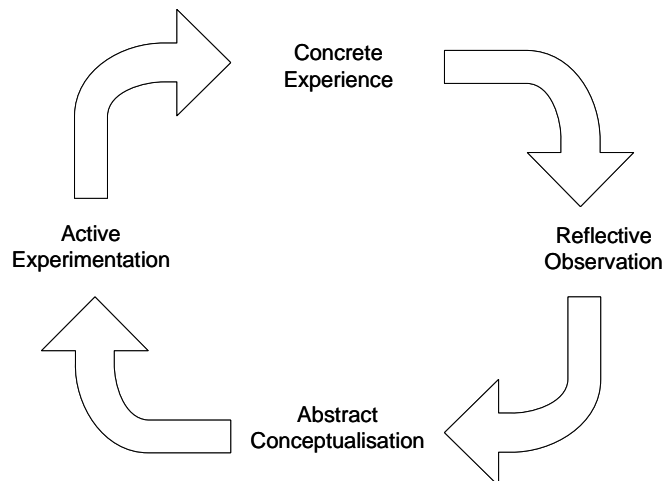 Concrete
Experience
Active
Experimentation
Reflective
Observation
Abstract
Conceptualisation